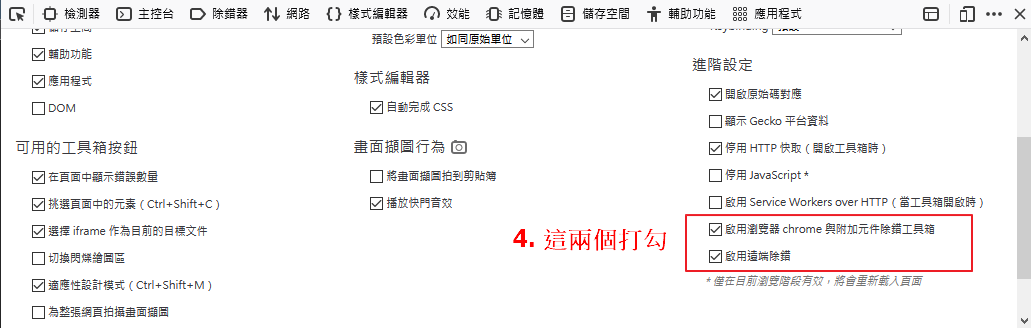 檢測器 主控台 除錯器 網路 樣式編輯器 效能 記憶體 儲存空間 輔助功能 應用程式
輔助功能
應用程式
DOM
可用的工具箱按鈕
在頁面中顯示錯誤數量
挑選頁面中的元素（Ctrl+Shift+C）
選擇 iframe 作為目前的目標文件
切換閃爍繪圖區
適應性設計模式（Ctrl+Shift+M）
為整張網頁拍攝畫面擷圖
預設色彩單位 如同原始單位
樣式編輯器
自動完成 CSS
畫面擷圖行為
將畫面擷圖拍到剪貼簿
播放快門音效
4. 這兩個打勾
進階設定
開啟原始碼對應
顯示 Gecko 平台資料
停用 HTTP 快取（開啟工具箱時）
停用 JavaScript *
啟用 Service Workers over HTTP（當工具箱開啟時）
啟用瀏覽器 chrome 與附加元件除錯工具箱
啟用遠端除錯
* 僅在目前瀏覽階段有效，將會重新載入頁面